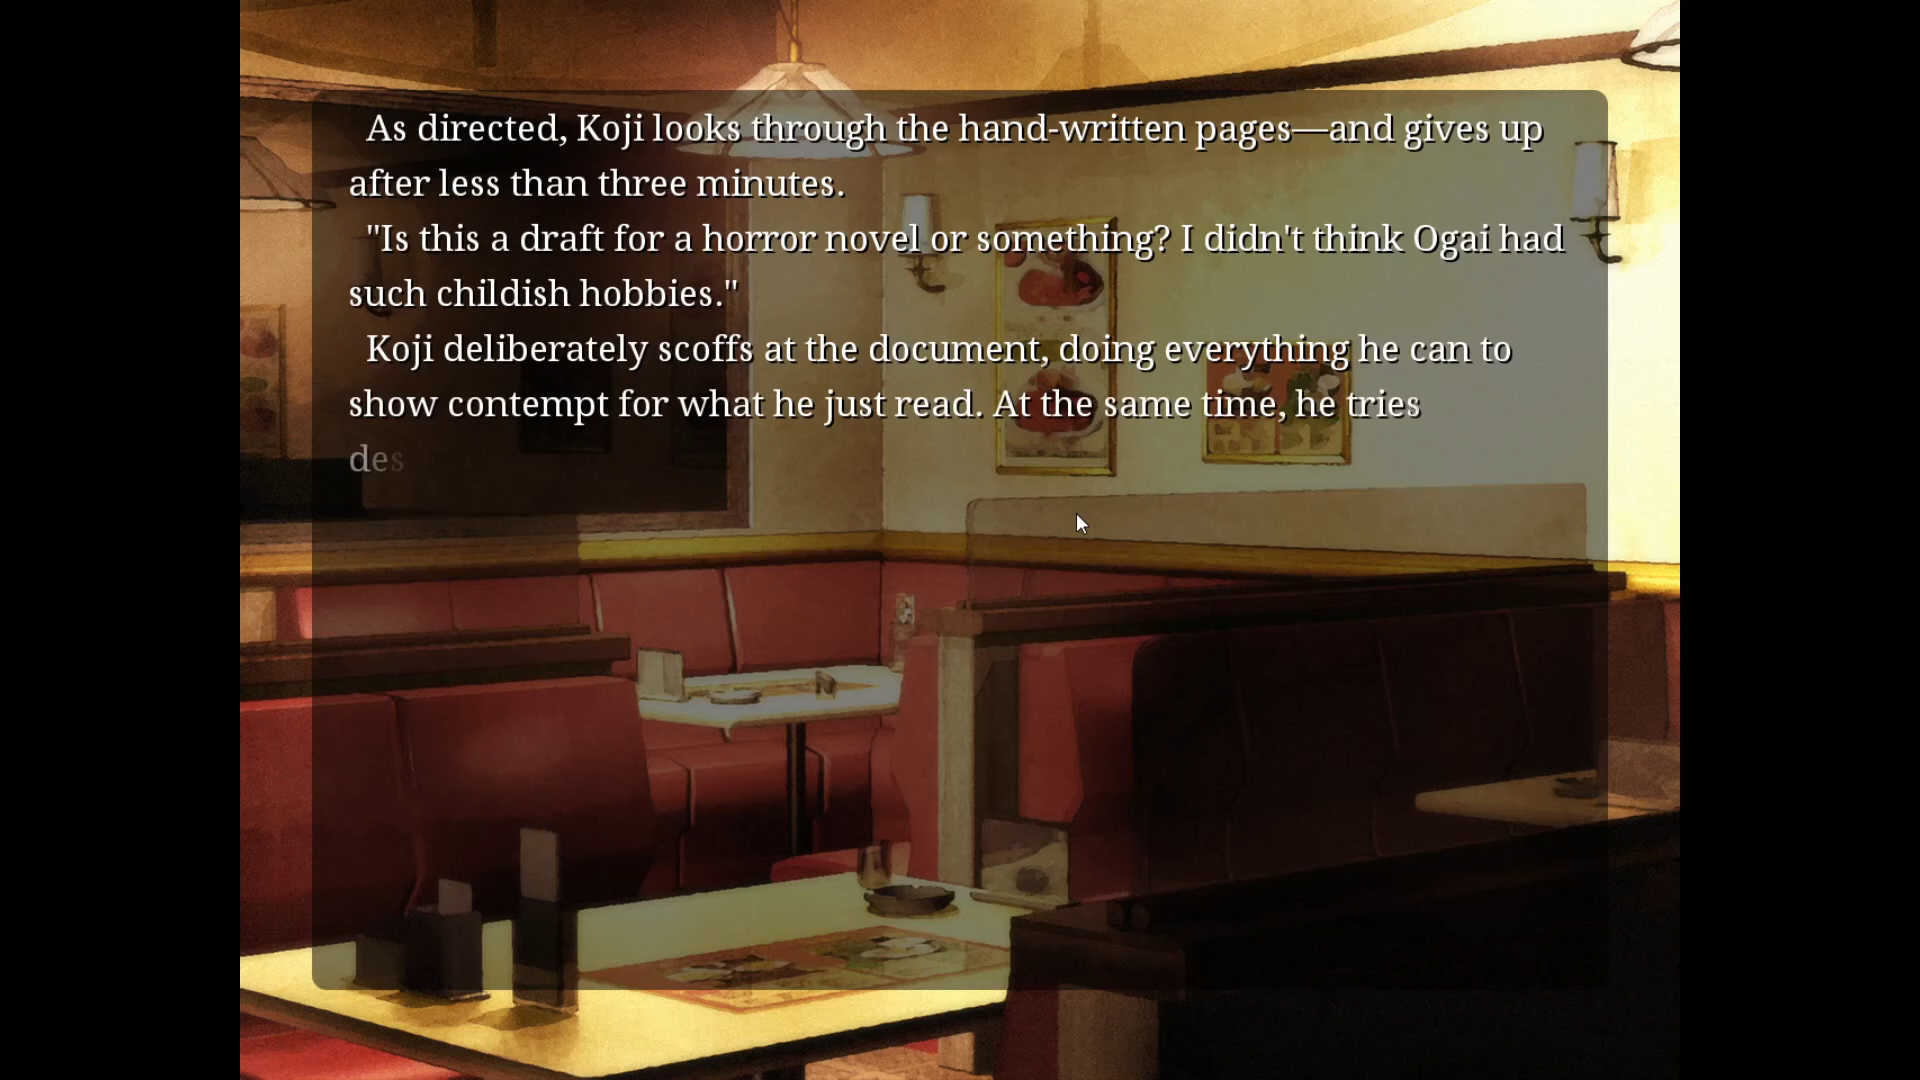 As directed, Koji looks through the hand-written pages—and gives up
after less than three minutes.
"Is this a draft for a horror novel or something? I didn't think Ogai had
such childish hobbies."
Koji deliberately scoffs at the document, doing everything he can to
show contempt for what he just read. At the same time, he tries
des